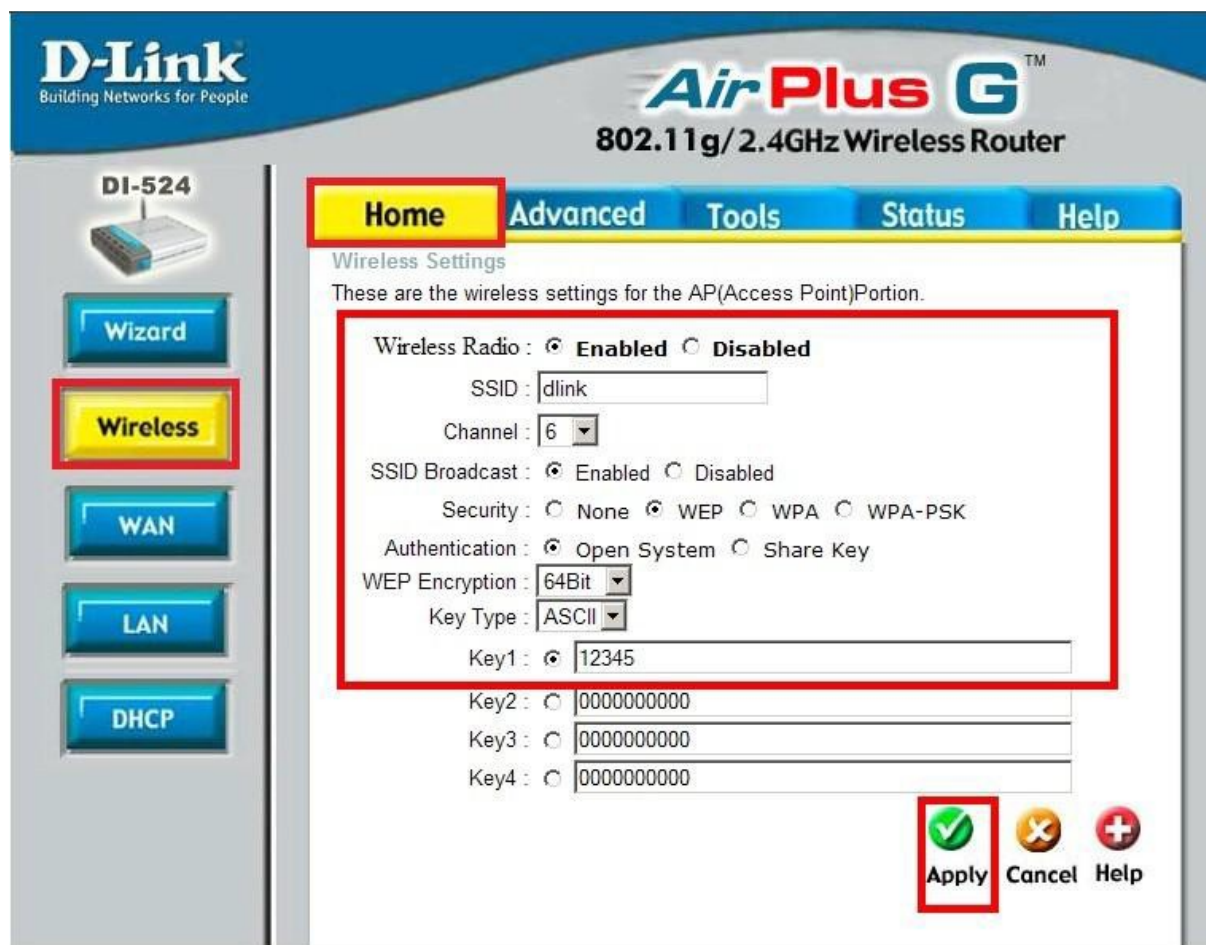 D-Link
Building Networks for People
AirPlus G™
802.11g/2.4GHz Wireless Router
DI-524
Home Advanced Tools Status Help
Wireless Settings
These are the wireless settings for the AP(Access Point)Portion.
Wizard
Wireless
WAN
LAN
DHCP
Wireless Radio : Enabled Disabled
SSID : dlink
Channel : 6
SSID Broadcast : Enabled Disabled
Security : None WEP WPA WPA-PSK
Authentication : Open System Share Key
WEP Encryption : 64Bit
Key Type : ASCII
Key1 : 12345
Key2 : 0000000000
Key3 : 0000000000
Key4 : 0000000000
Apply Cancel Help